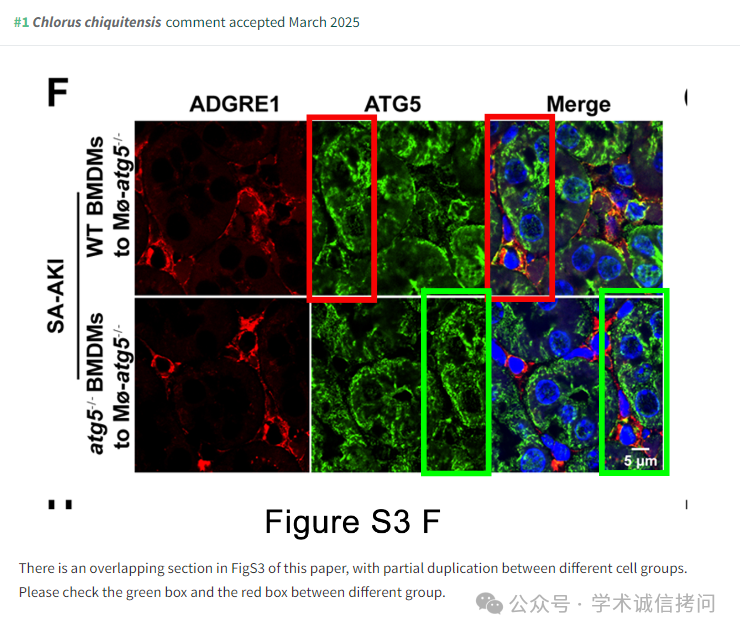 #1 Chlorus chiquitensis comment accepted March 2025
F
ADGRE1 ATG5 Merge
SA-AKI
WT BMDMs
to Mø-atg5-/-
atg5-/- BMDMs
to Mø-atg5-/-
5 µm
Figure S3 F
There is an overlapping section in FigS3 of this paper, with partial duplication between different cell groups.
Please check the green box and the red box between different group.
公众号 · 学术诚信拷问